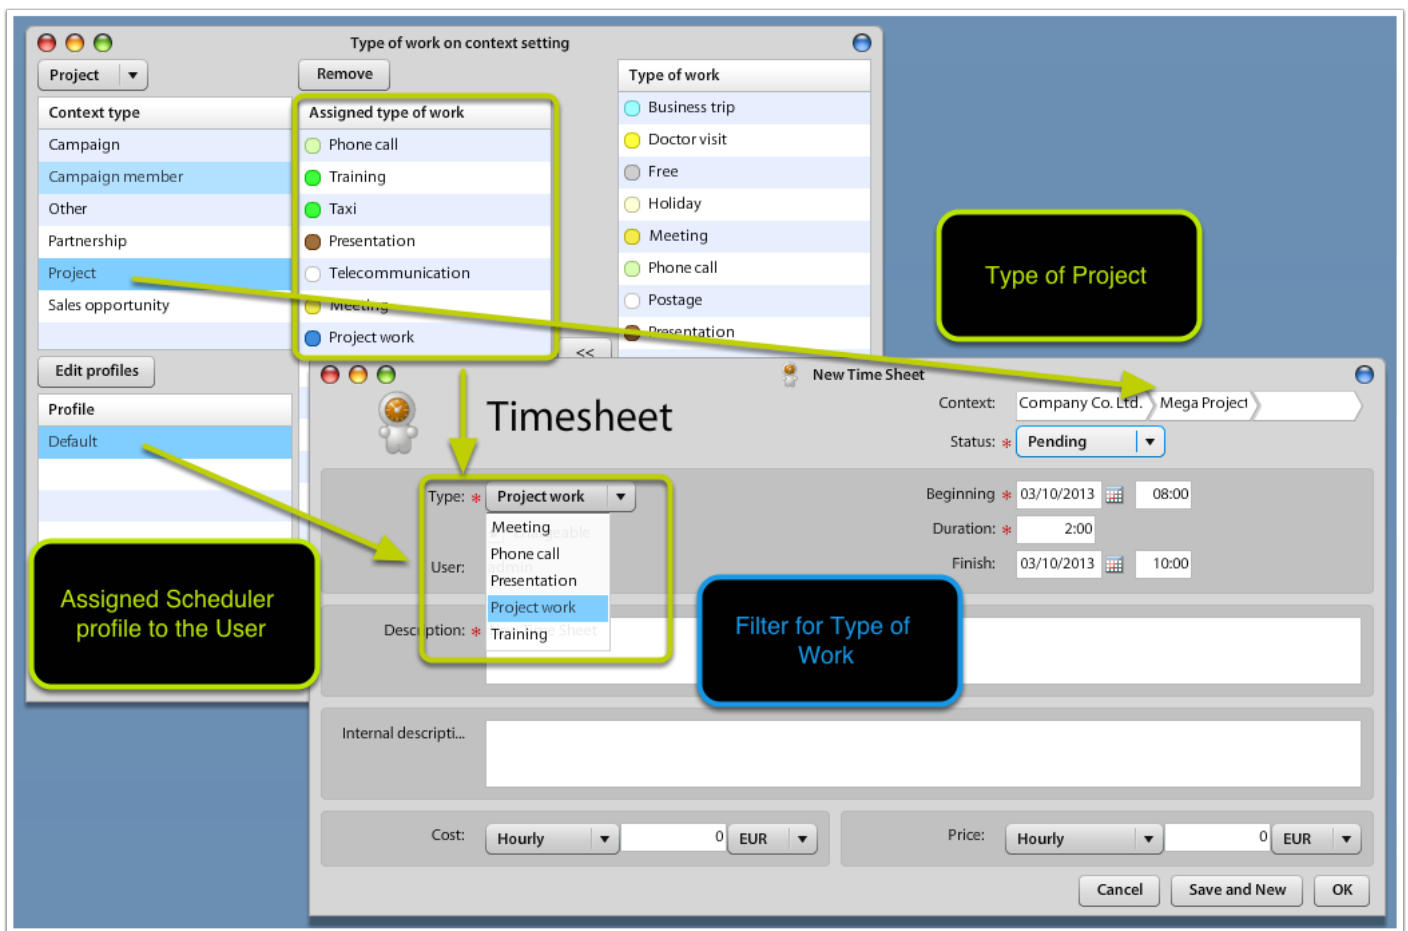 Type of work on context setting
Project
Remove
Type of work
Context type
Campaign
Campaign member
Other
Partnership
Project
Sales opportunity
Assigned type of work
Phone call
Training
Taxi
Presentation
Telecommunication
Meeting
Project work
Business trip
Doctor visit
Free
Holiday
Meeting
Phone call
Postage
Presentation
<<
Type of Project
Edit profiles
Profile
Default
Assigned Scheduler
profile to the User
New Time Sheet
Timesheet
Context: Company Co. Ltd. Mega Project
Status: * Pending
Type: * Project work
Meeting
Phone call
Presentation
Project work
Training
Chargeable
User: admin
Beginning * 03/10/2013 08:00
Duration: * 2:00
Finish: 03/10/2013 10:00
Description: * Time Sheet
Filter for Type of
Work
Internal descripti...
Cost: Hourly 0 EUR
Price: Hourly 0 EUR
Cancel
Save and New
OK